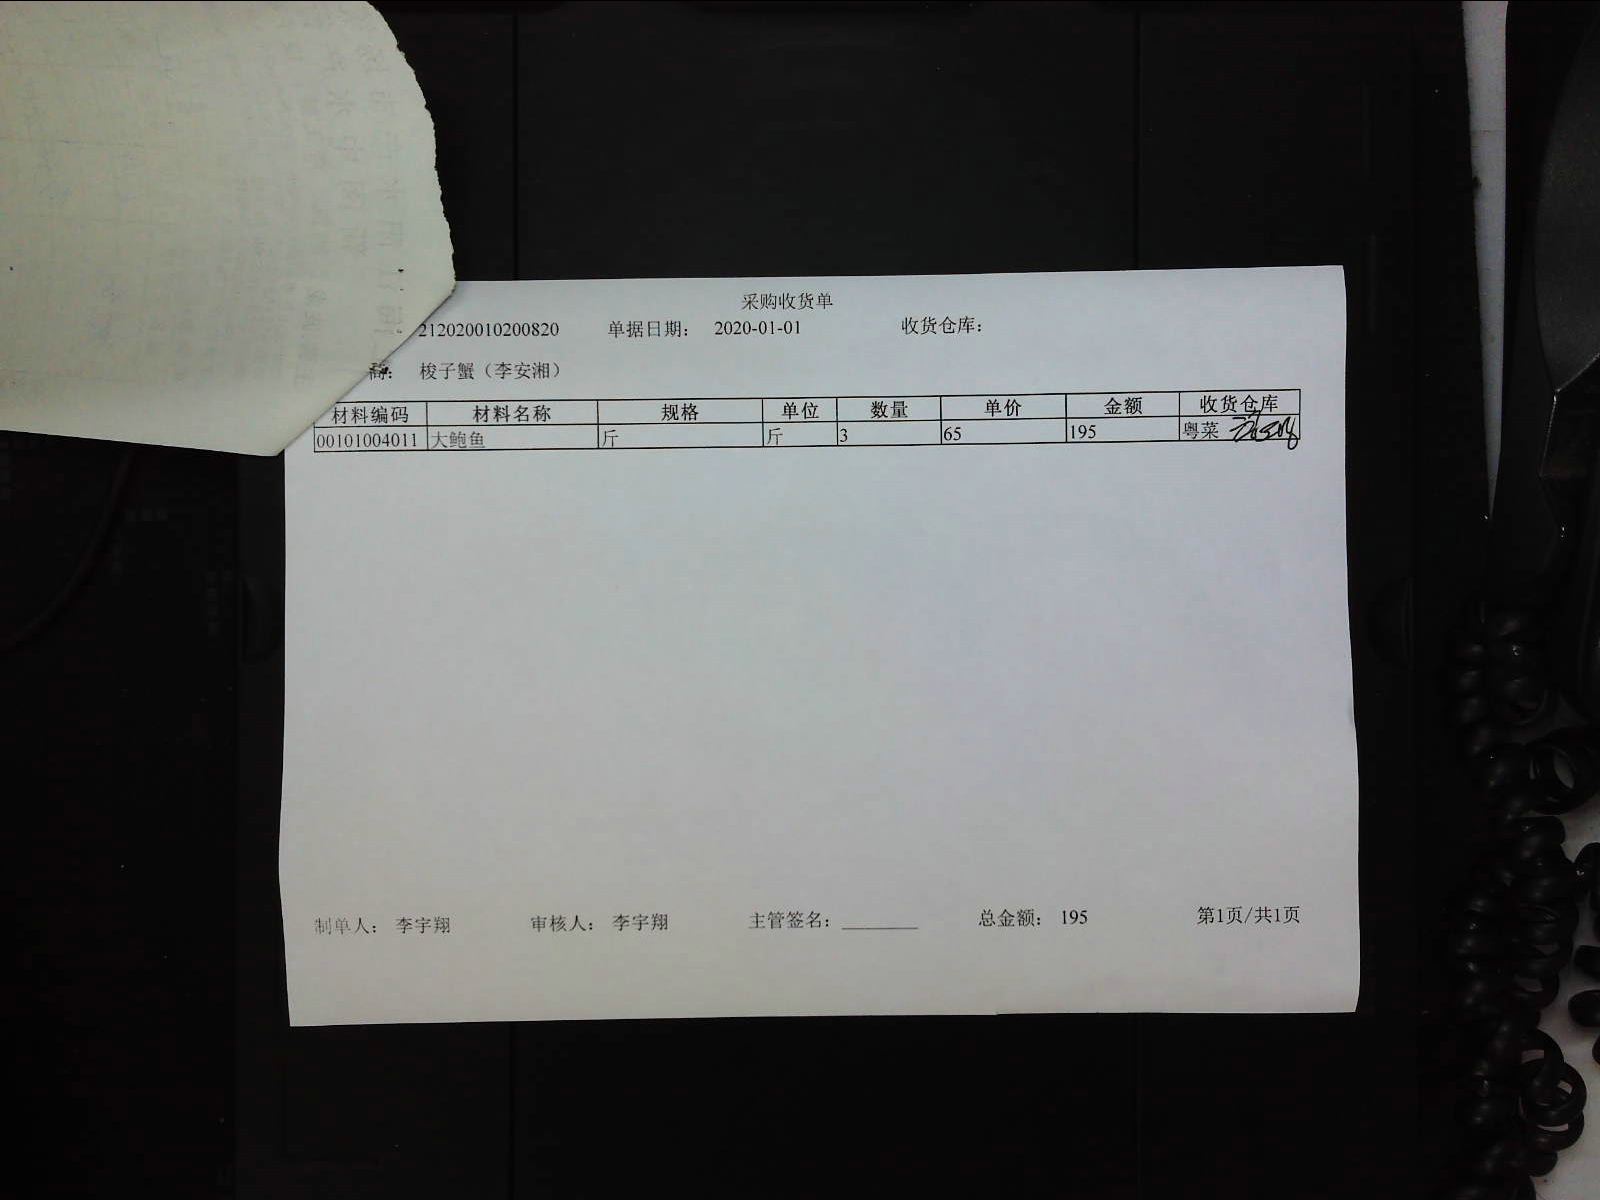 采购收货单
212020010200820 单据日期: 2020-01-01 收货仓库:
商: 梭子蟹（李安湘）
材料编码 材料名称 规格 单位 数量 单价 金额 收货仓库
00101004011 大鲍鱼 斤 斤 3 65 195 粤菜
制单人: 李宇翔 审核人: 李宇翔 主管签名: 总金额: 195 第1页/共1页